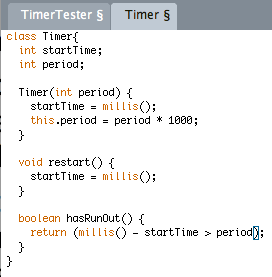 TimerTester § Timer §
class Timer{
  int startTime;
  int period;

  Timer(int period) {
    startTime = millis();
    this.period = period * 1000;
  }

  void restart() {
    startTime = millis();
  }

  boolean hasRunOut() {
    return (millis() - startTime > period);
  }
}